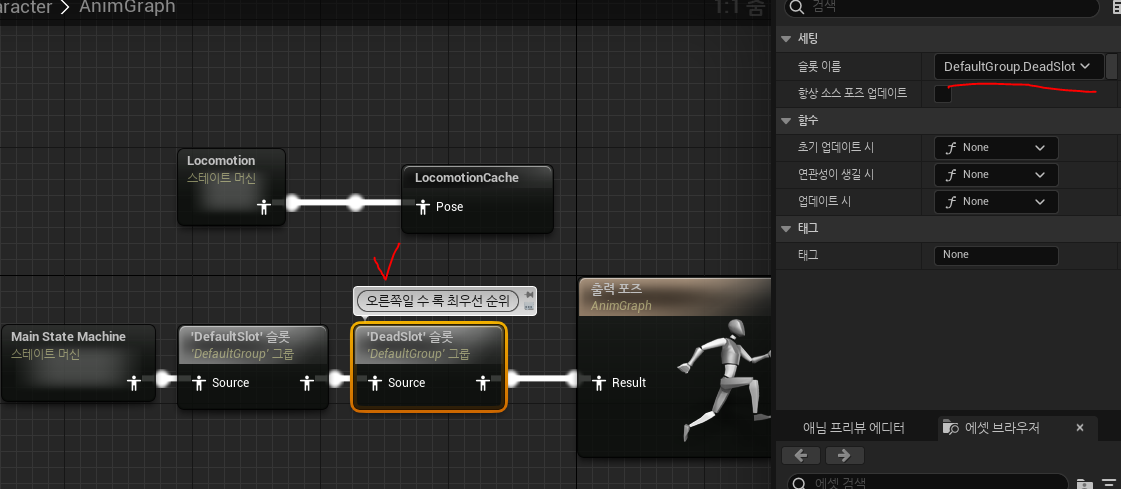 aracter > AnimGraph
1:1 줌
검색
세팅
슬롯 이름
DefaultGroup.DeadSlot
항상 소스 포즈 업데이트
함수
초기 업데이트 시
None
연관성이 생길 시
None
업데이트 시
None
태그
태그
None
Locomotion
스테이트 머신
LocomotionCache
Pose
오른쪽일 수 록 최우선 순위
Main State Machine
스테이트 머신
'DefaultSlot' 슬롯
'DefaultGroup' 그룹
Source
'DeadSlot' 슬롯
'DefaultGroup' 그룹
Source
출력 포즈
AnimGraph
Result
애님 프리뷰 에디터
에셋 브라우저
에셋 검색